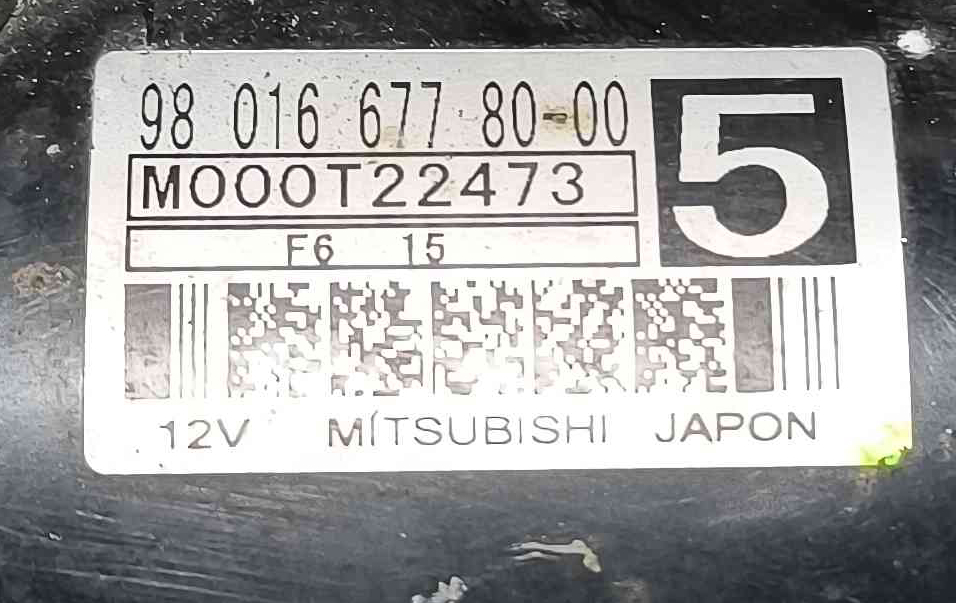 98 016 677 80-00
5
M000T22473
F6 15
12V MITSUBISHI JAPON